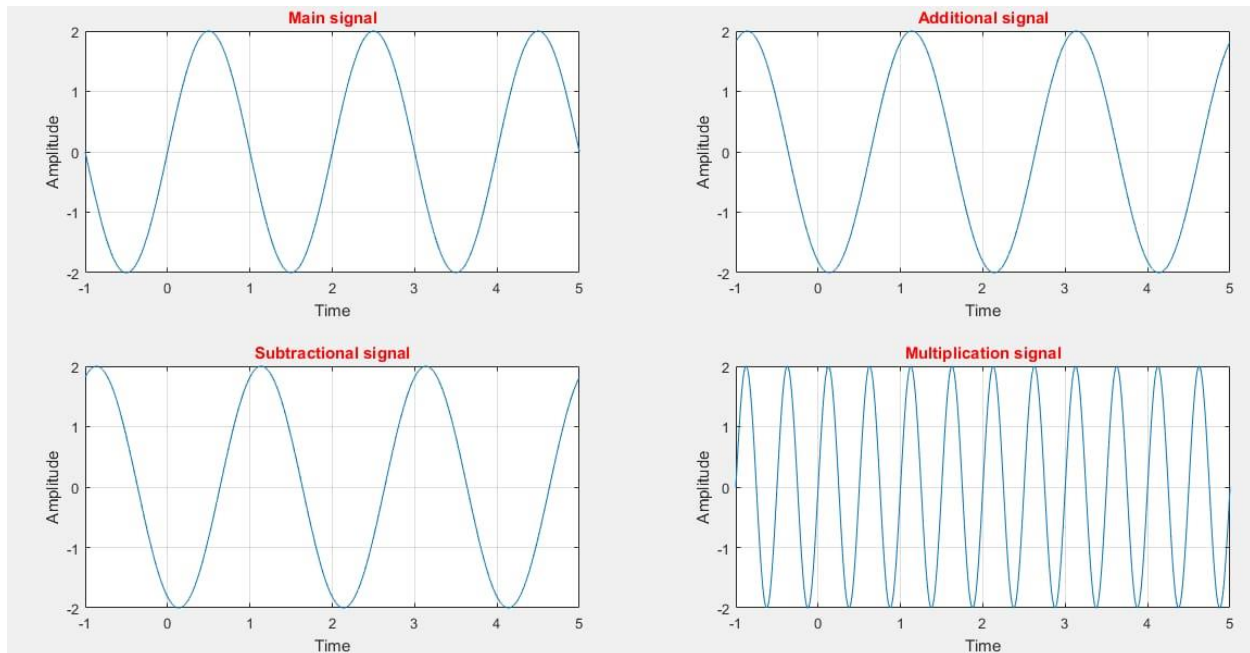 Main signal
2
1
0
-1
-2
Amplitude
-1 0 1 2 3 4 5
Time
Additional signal
2
1
0
-1
-2
Amplitude
-1 0 1 2 3 4 5
Time
Subtractional signal
2
1
0
-1
-2
Amplitude
-1 0 1 2 3 4 5
Time
Multiplication signal
2
1
0
-1
-2
Amplitude
-1 0 1 2 3 4 5
Time